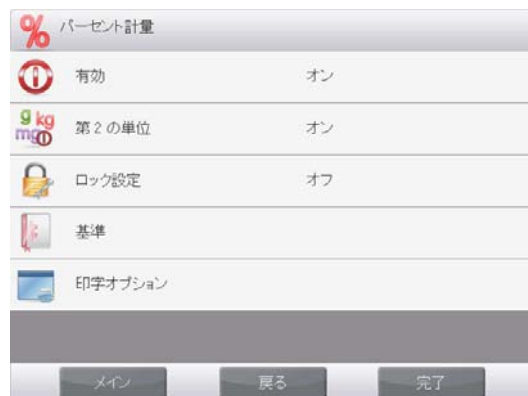 % パーセント計量
有効 オン
g kg mg 第2の単位 オン
ロック設定 オフ
基準
印字オプション
メイン 戻る 完了